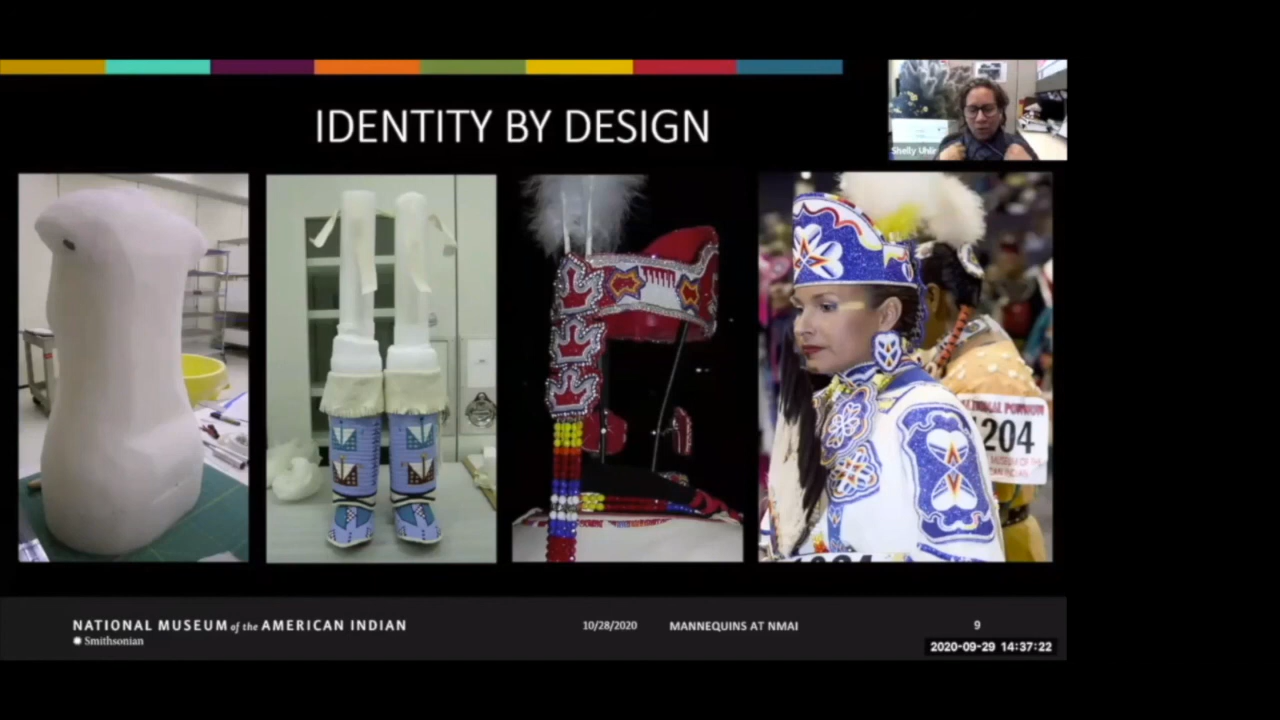 IDENTITY BY DESIGN
Shelly Uhlir
204
NATIONAL MUSEUM of the AMERICAN INDIAN
Smithsonian
10/28/2020
MANNEQUINS AT NMAI
9
2020-09-29 14:37:22